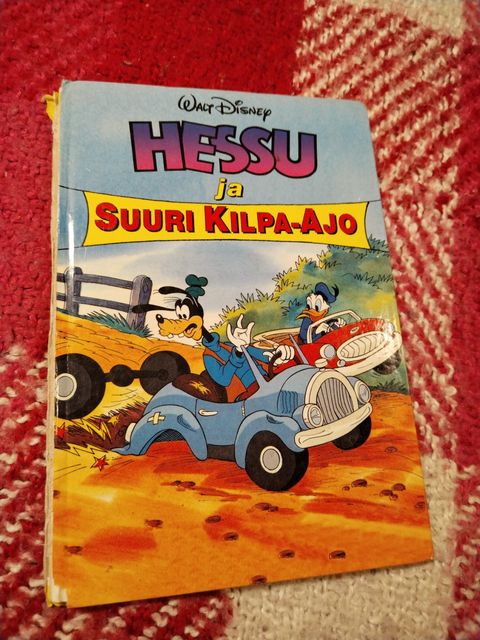 WALT DISNEY
HESSU
ja
SUURI KILPA-AJO